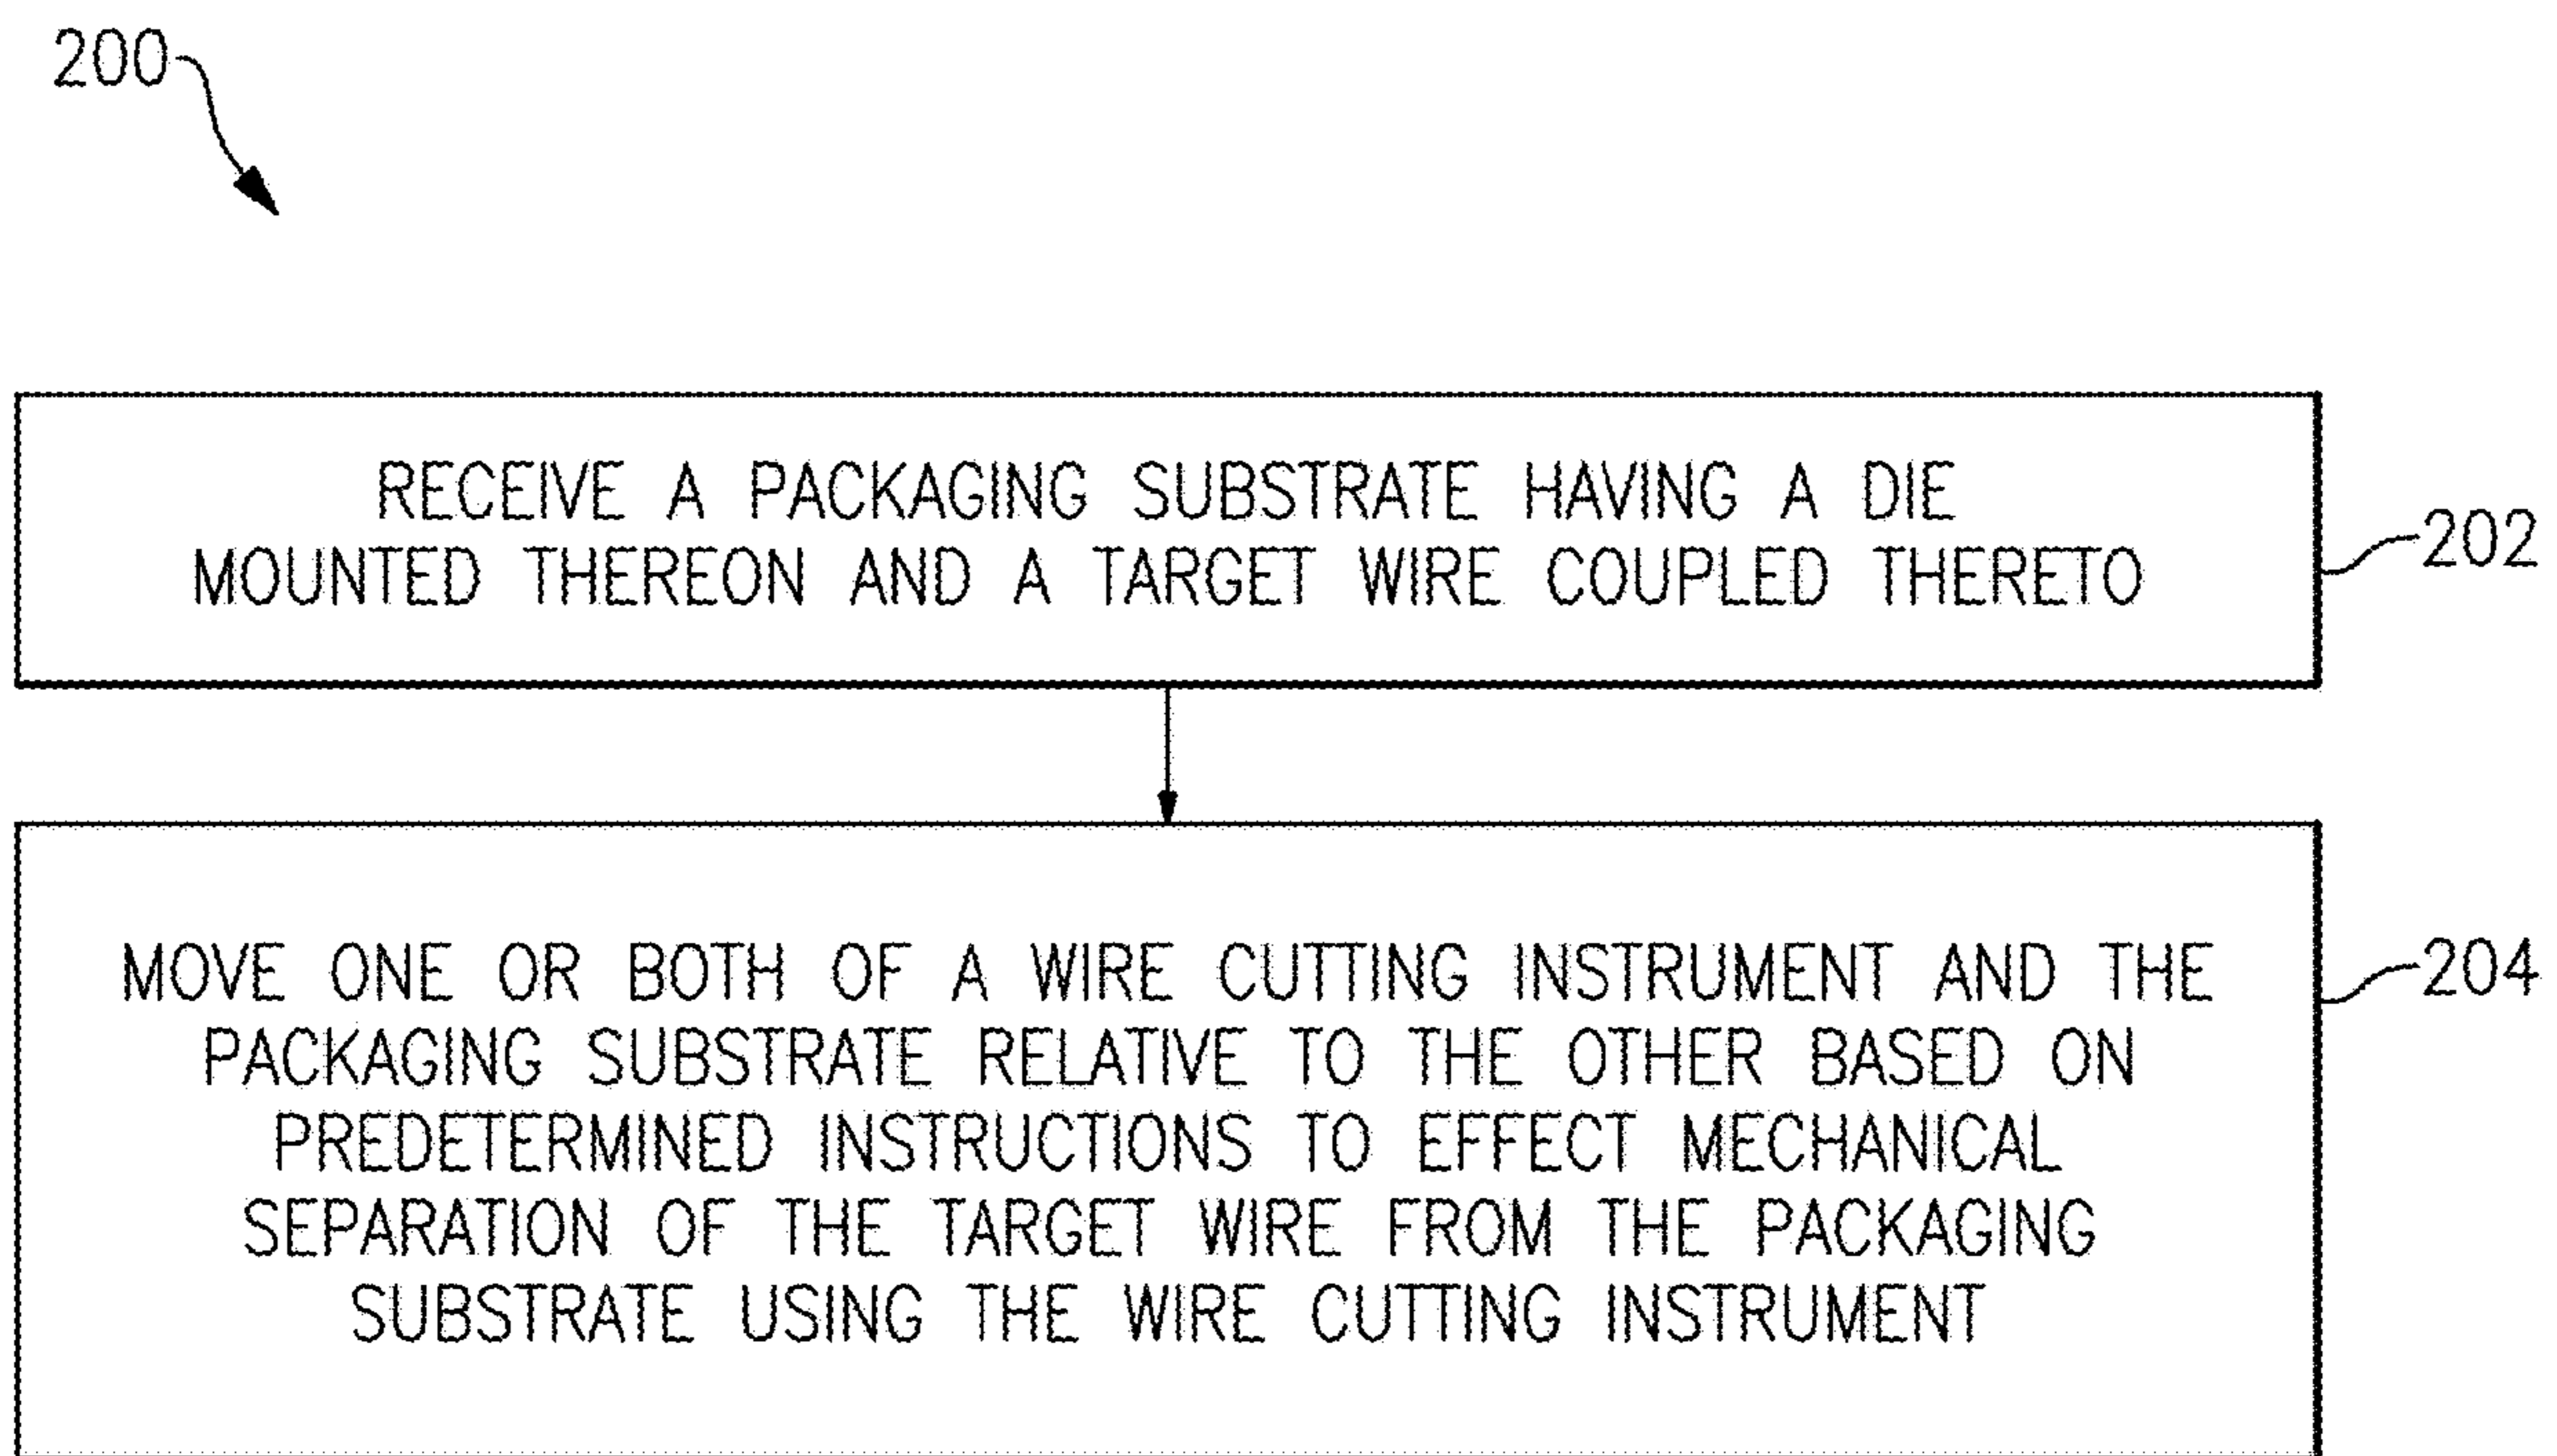 200
RECEIVE A PACKAGING SUBSTRATE HAVING A DIE
MOUNTED THEREON AND A TARGET WIRE COUPLED THERETO
202
MOVE ONE OR BOTH OF A WIRE CUTTING INSTRUMENT AND THE
PACKAGING SUBSTRATE RELATIVE TO THE OTHER BASED ON
PREDETERMINED INSTRUCTIONS TO EFFECT MECHANICAL
SEPARATION OF THE TARGET WIRE FROM THE PACKAGING
SUBSTRATE USING THE WIRE CUTTING INSTRUMENT
204